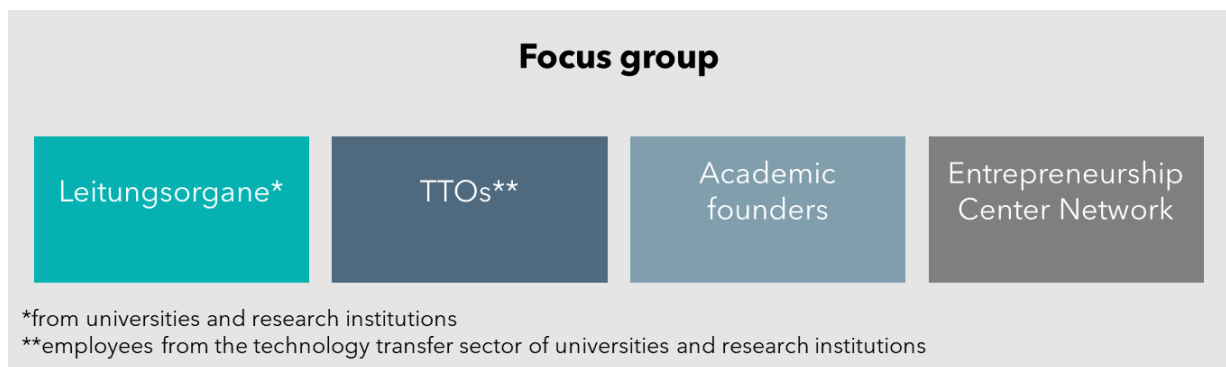 Focus group
Leitungsorgane*
TTOs**
Academic
founders
Entrepreneurship
Center Network
*from universities and research institutions
**employees from the technology transfer sector of universities and research institutions